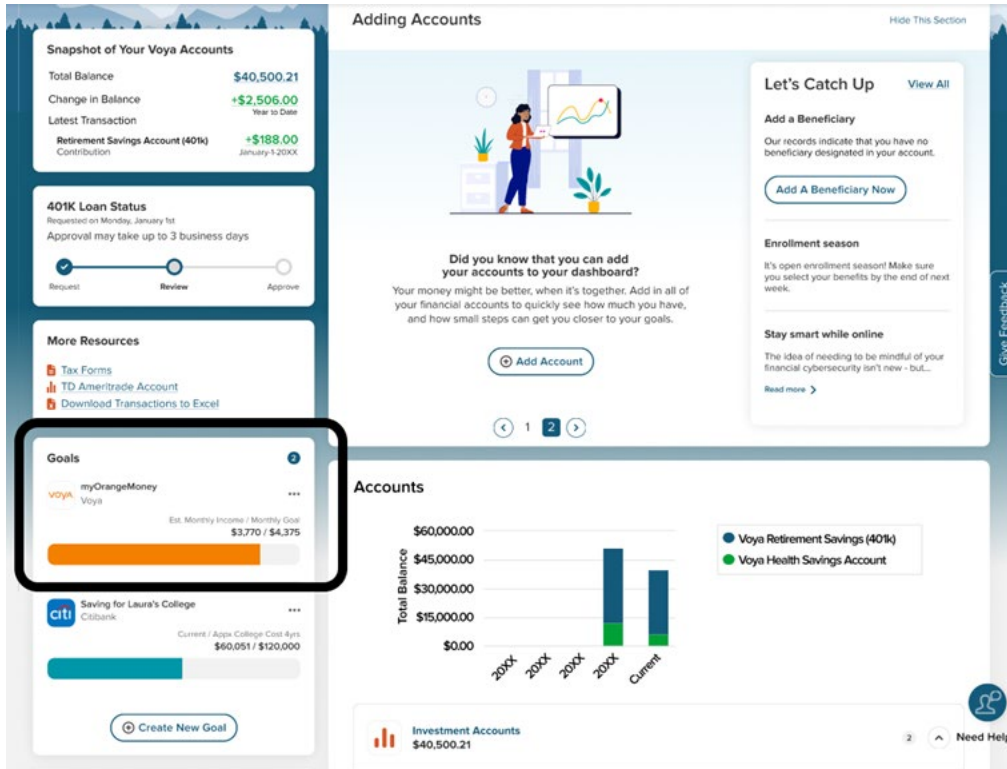 Snapshot of Your Voya Accounts
Total Balance $40,500.21
Change in Balance +$2,506.00
Year to Date
Latest Transaction
Retirement Savings Account (401k) +$188.00
Contribution January-1-20XX
401K Loan Status
Requested on Monday, January 1st
Approval may take up to 3 business days
Request Review Approve
More Resources
Tax Forms
TD Ameritrade Account
Download Transactions to Excel
Goals 2
VOYA myOrangeMoney ...
Voya
Est. Monthly Income / Monthly Goal
$3,770 / $4,375
citi Saving for Laura's College ...
Citibank
Current / Appx College Cost 4yrs
$60,051 / $120,000
Create New Goal
Adding Accounts Hide This Section
Did you know that you can add
your accounts to your dashboard?
Your money might be better, when it's together. Add in all of
your financial accounts to quickly see how much you have,
and how small steps can get you closer to your goals.
Add Account
1 2
Let's Catch Up View All
Add a Beneficiary
Our records indicate that you have no
beneficiary designated in your account.
Add A Beneficiary Now
Enrollment season
It's open enrollment season! Make sure
you select your benefits by the end of next
week.
Stay smart while online
The idea of needing to be mindful of your
financial cybersecurity isn't new - but...
Read more
Give Feedback
Accounts
Total Balance
$60,000.00
$45,000.00
$30,000.00
$15,000.00
$0.00
20XX 20XX 20XX 20XX Current
Voya Retirement Savings (401k)
Voya Health Savings Account
Investment Accounts
$40,500.21
2
Need Help